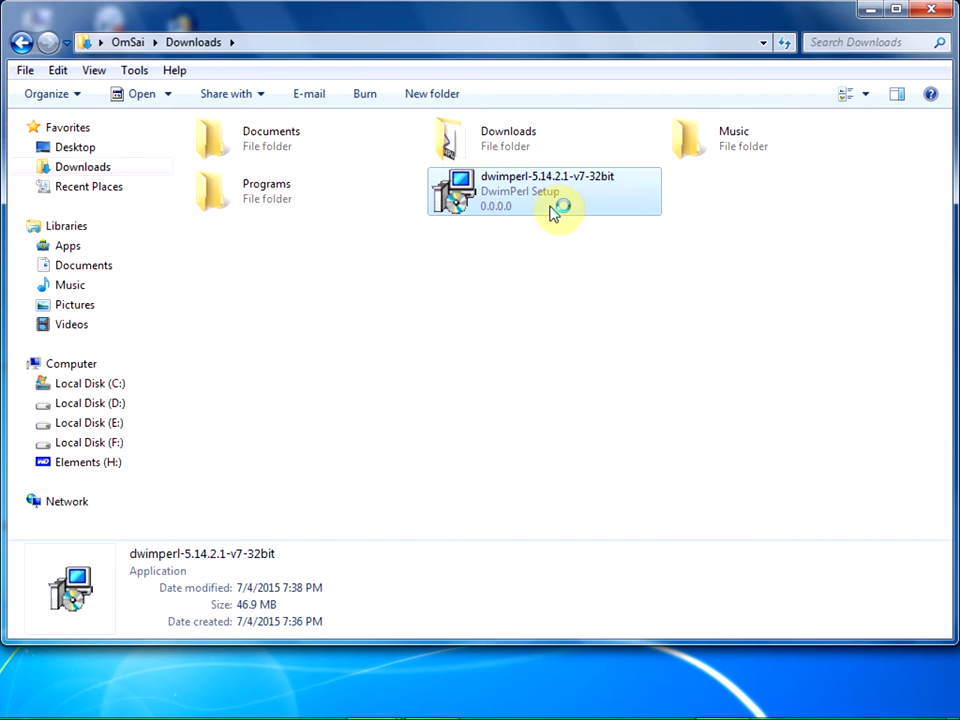 OmSai
Downloads
Search Downloads
File
Edit
View
Tools
Help
Organize
Open
Share with
E-mail
Burn
New folder
Favorites
Desktop
Downloads
Recent Places
Libraries
Apps
Documents
Music
Pictures
Videos
Computer
Local Disk (C:)
Local Disk (D:)
Local Disk (E:)
Local Disk (F:)
Elements (H:)
Network
Documents
File folder
Downloads
File folder
Music
File folder
Programs
File folder
dwimperl-5.14.2.1-v7-32bit
DwimPerl Setup
0.0.0.0
dwimperl-5.14.2.1-v7-32bit
Application
Date modified: 7/4/2015 7:38 PM
Size: 46.9 MB
Date created: 7/4/2015 7:36 PM